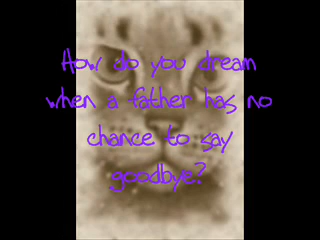 How do you dream
when a father has no
chance to say
goodbye?